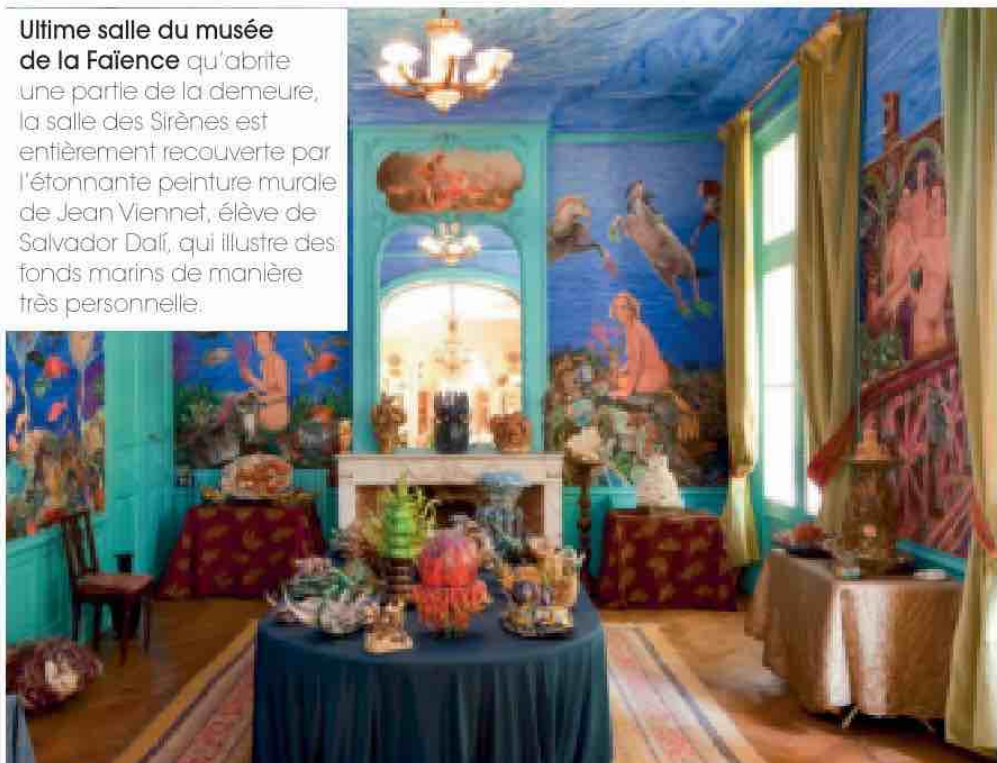 Ultime salle du musée
de la Faïence qu'abrite
une partie de la demeure,
la salle des Sirènes est
entièrement recouverte par
l'étonnante peinture murale
de Jean Viennet, élève de
Salvador Dalí, qui illustre des
fonds marins de manière
très personnelle.